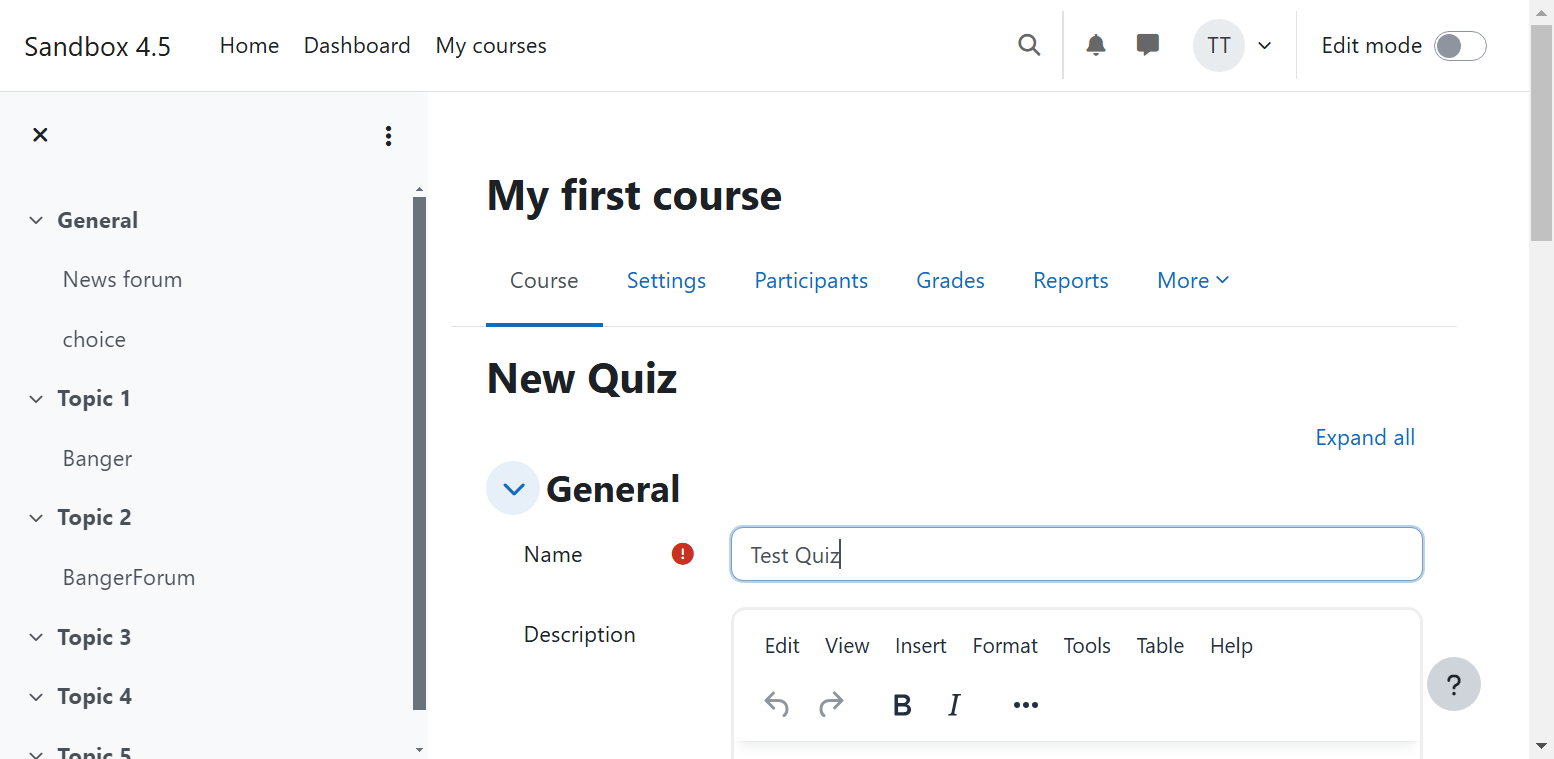 Sandbox 4.5 Home Dashboard My courses TT Edit mode
General
News forum
choice
Topic 1
Banger
Topic 2
BangerForum
Topic 3
Topic 4
Topic 5
My first course
Course Settings Participants Grades Reports More
New Quiz
Expand all
General
Name Test Quiz
Description
Edit View Insert Format Tools Table Help
B I
?